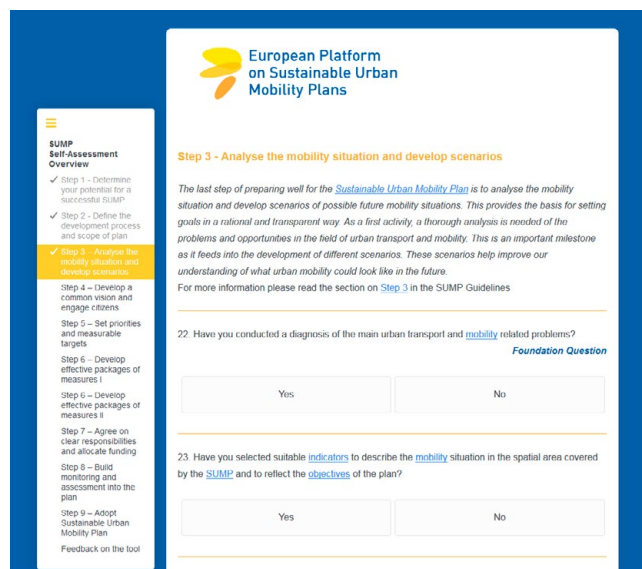 European Platform
on Sustainable Urban
Mobility Plans
SUMP
Self-Assessment
Overview
Step 1 - Determine
your potential for a
successful SUMP
Step 2 - Define the
development process
and scope of plan
Step 3 - Analyse the
mobility situation and
develop scenarios
Step 4 – Develop a
common vision and
engage citizens
Step 5 – Set priorities
and measurable
targets
Step 6 – Develop
effective packages of
measures I
Step 6 – Develop
effective packages of
measures II
Step 7 – Agree on
clear responsibilities
and allocate funding
Step 8 – Build
monitoring and
assessment into the
plan
Step 9 – Adopt
Sustainable Urban
Mobility Plan
Feedback on the tool
Step 3 - Analyse the mobility situation and develop scenarios
The last step of preparing well for the Sustainable Urban Mobility Plan is to analyse the mobility
situation and develop scenarios of possible future mobility situations. This provides the basis for setting
goals in a rational and transparent way. As a first activity, a thorough analysis is needed of the
problems and opportunities in the field of urban transport and mobility. This is an important milestone
as it feeds into the development of different scenarios. These scenarios help improve our
understanding of what urban mobility could look like in the future.
For more information please read the section on Step 3 in the SUMP Guidelines
22. Have you conducted a diagnosis of the main urban transport and mobility related problems?
Foundation Question
Yes No
23. Have you selected suitable indicators to describe the mobility situation in the spatial area covered
by the SUMP and to reflect the objectives of the plan?
Yes No